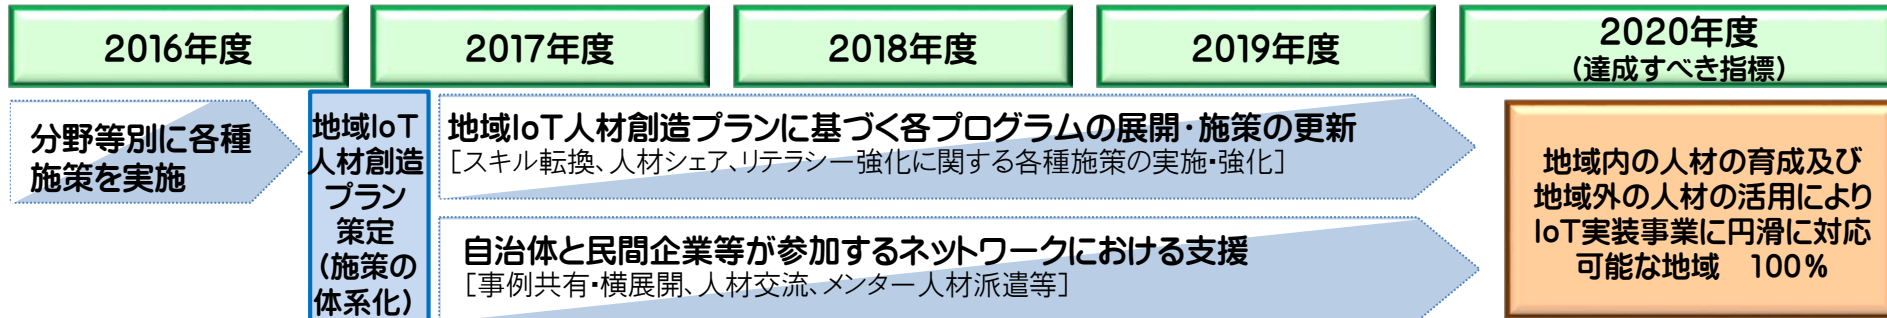 2016年度
2017年度
2018年度
2019年度
2020年度
（達成すべき指標）
分野等別に各種
施策を実施
地域IoT
人材創造
プラン
策定
（施策の
体系化）
地域IoT人材創造プランに基づく各プログラムの展開・施策の更新
［スキル転換、人材シェア、リテラシー強化に関する各種施策の実施・強化］
自治体と民間企業等が参加するネットワークにおける支援
［事例共有・横展開、人材交流、メンター人材派遣等］
地域内の人材の育成及び
地域外の人材の活用により
IoT実装事業に円滑に対応
可能な地域　100％